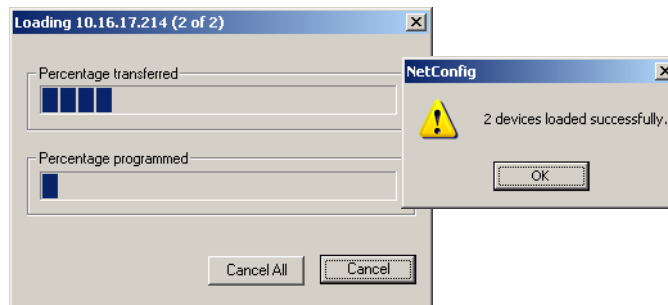 Loading 10.16.17.214 (2 of 2)
Percentage transferred
Percentage programmed
Cancel All
Cancel
NetConfig
2 devices loaded successfully.
OK